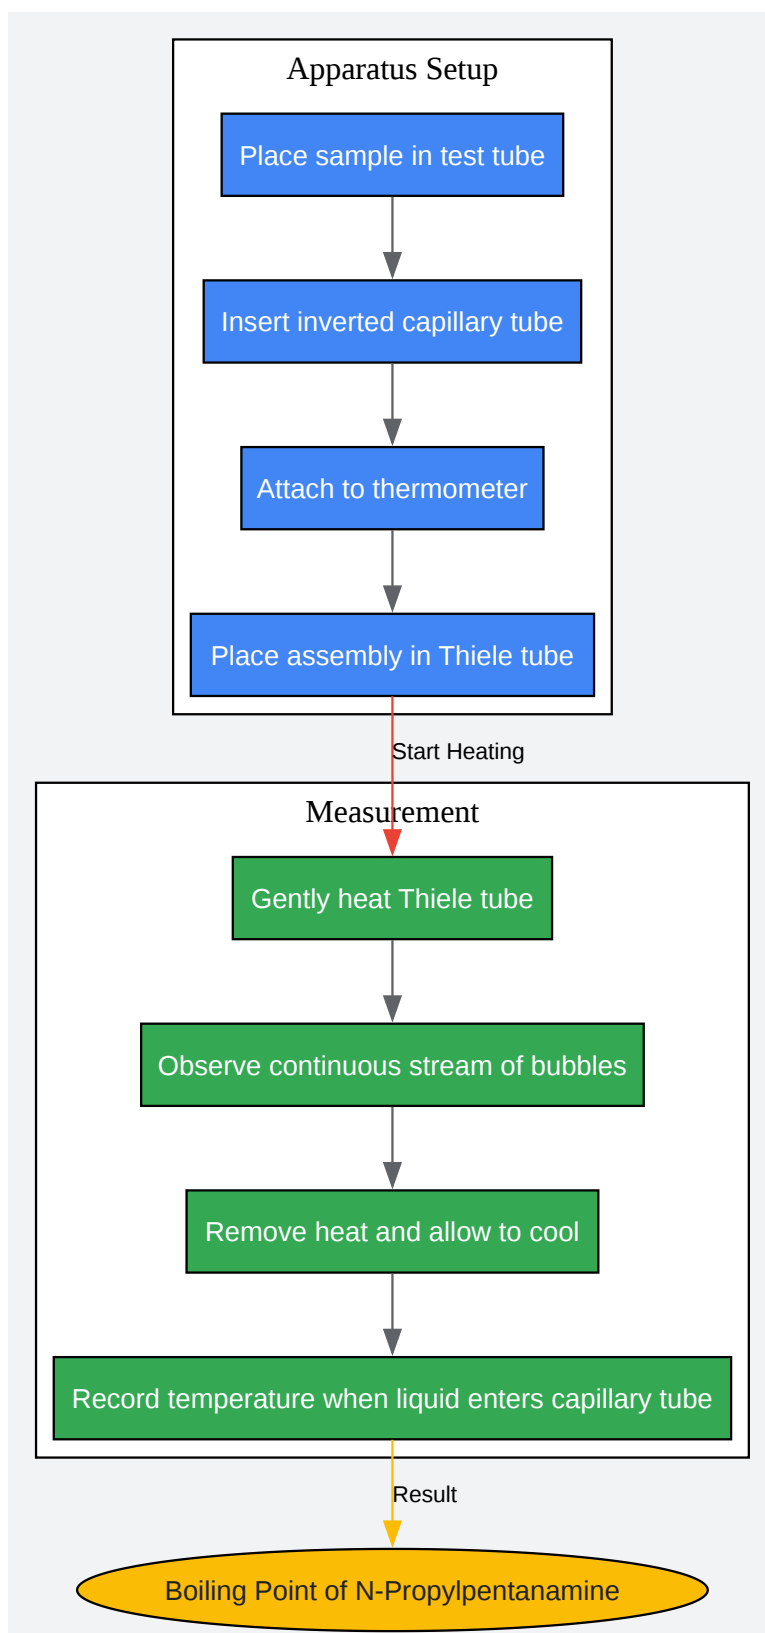 Apparatus Setup
Place sample in test tube
Insert inverted capillary tube
Attach to thermometer
Place assembly in Thiele tube
Start Heating
Measurement
Gently heat Thiele tube
Observe continuous stream of bubbles
Remove heat and allow to cool
Record temperature when liquid enters capillary tube
Result
Boiling Point of N-Propylpentanamine